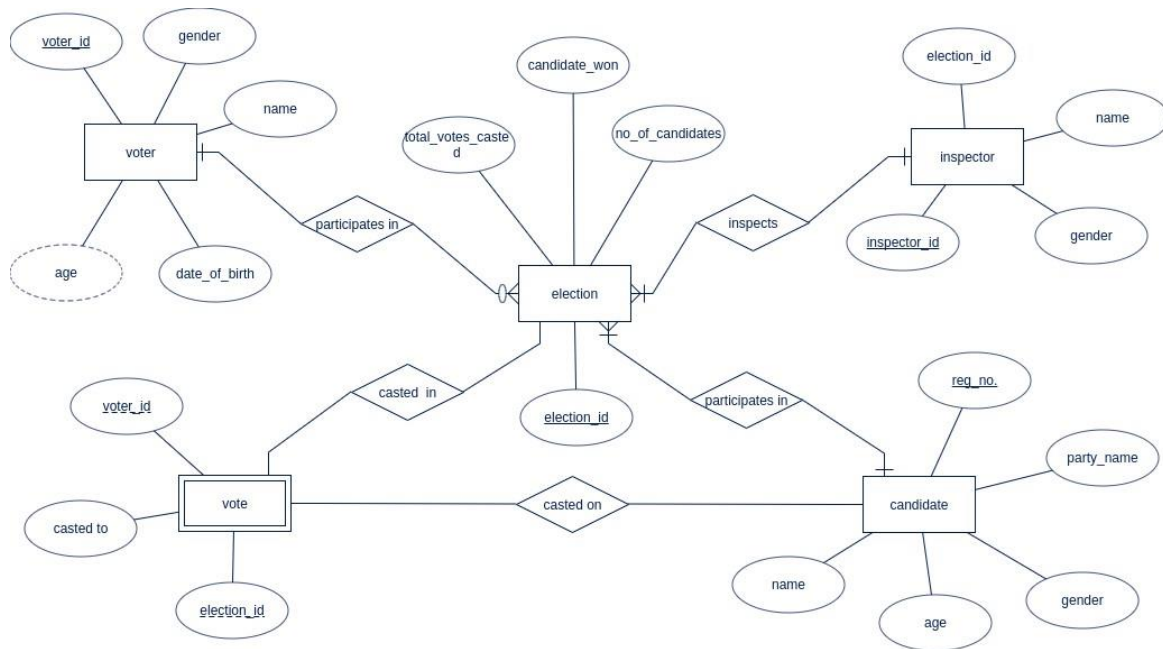 voter_id
gender
name
voter
age
date_of_birth
participates in
candidate_won
total_votes_caste
d
no_of_candidates
election
election_id
inspects
election_id
name
inspector
inspector_id
gender
casted  in
participates in
voter_id
vote
casted to
election_id
casted on
reg_no.
party_name
candidate
name
age
gender